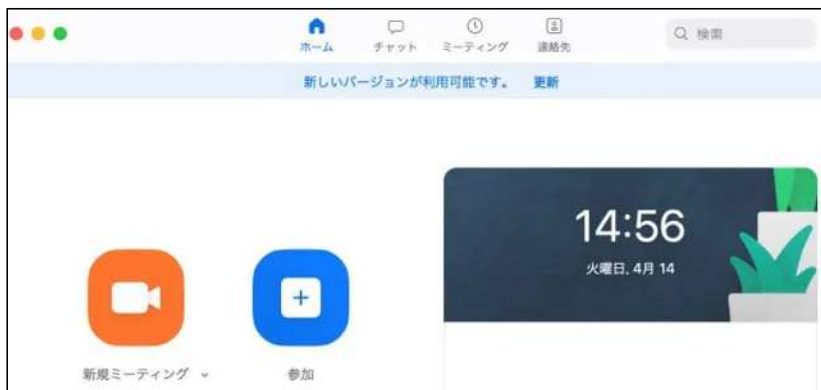 ホーム
チャット
ミーティング
連絡先
検索
新しいバージョンが利用可能です。 更新
14:56
火曜日, 4月 14
新規ミーティング
参加